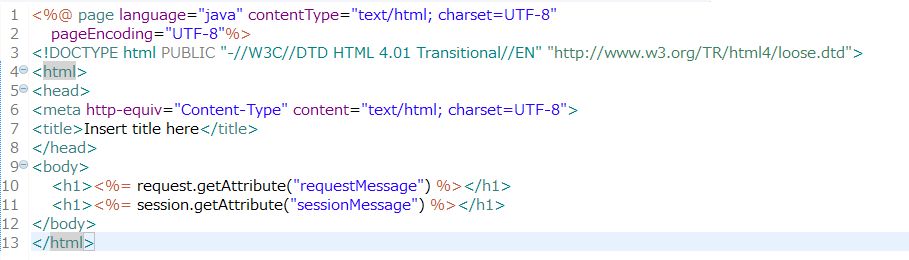 1 <%@ page language="java" contentType="text/html; charset=UTF-8"
2     pageEncoding="UTF-8"%>
3 <!DOCTYPE html PUBLIC "-//W3C//DTD HTML 4.01 Transitional//EN" "http://www.w3.org/TR/html4/loose.dtd">
4 <html>
5 <head>
6 <meta http-equiv="Content-Type" content="text/html; charset=UTF-8">
7 <title>Insert title here</title>
8 </head>
9 <body>
10     <h1><%= request.getAttribute("requestMessage") %></h1>
11     <h1><%= session.getAttribute("sessionMessage") %></h1>
12 </body>
13 </html>